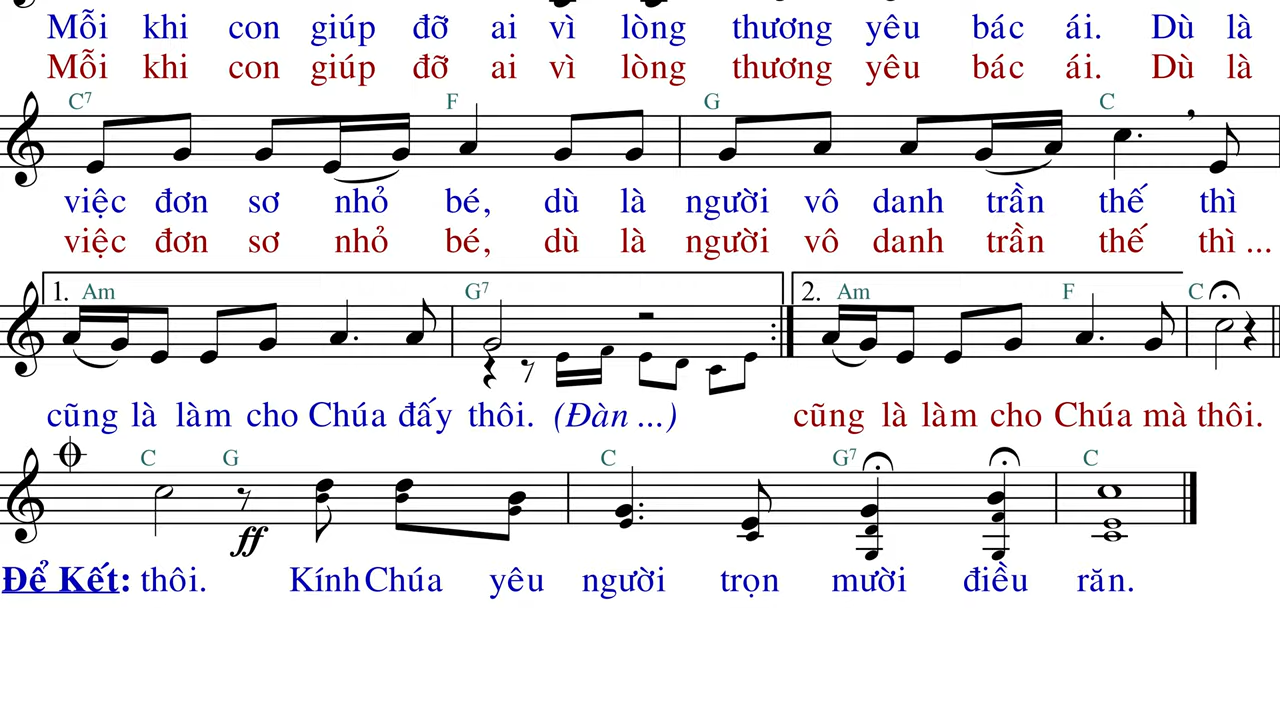 Mỗi khi con giúp đỡ ai vì lòng thương yêu bác ái. Dù là
Mỗi khi con giúp đỡ ai vì lòng thương yêu bác ái. Dù là
C7 F G C
việc đơn sơ nhỏ bé, dù là người vô danh trần thế thì
việc đơn sơ nhỏ bé, dù là người vô danh trần thế thì ...
1. Am G7 2. Am F C
cũng là làm cho Chúa đấy thôi. (Đàn ...) cũng là làm cho Chúa mà thôi.
C G C G7 C
ff
Để Kết: thôi. Kính Chúa yêu người trọn mười điều răn.